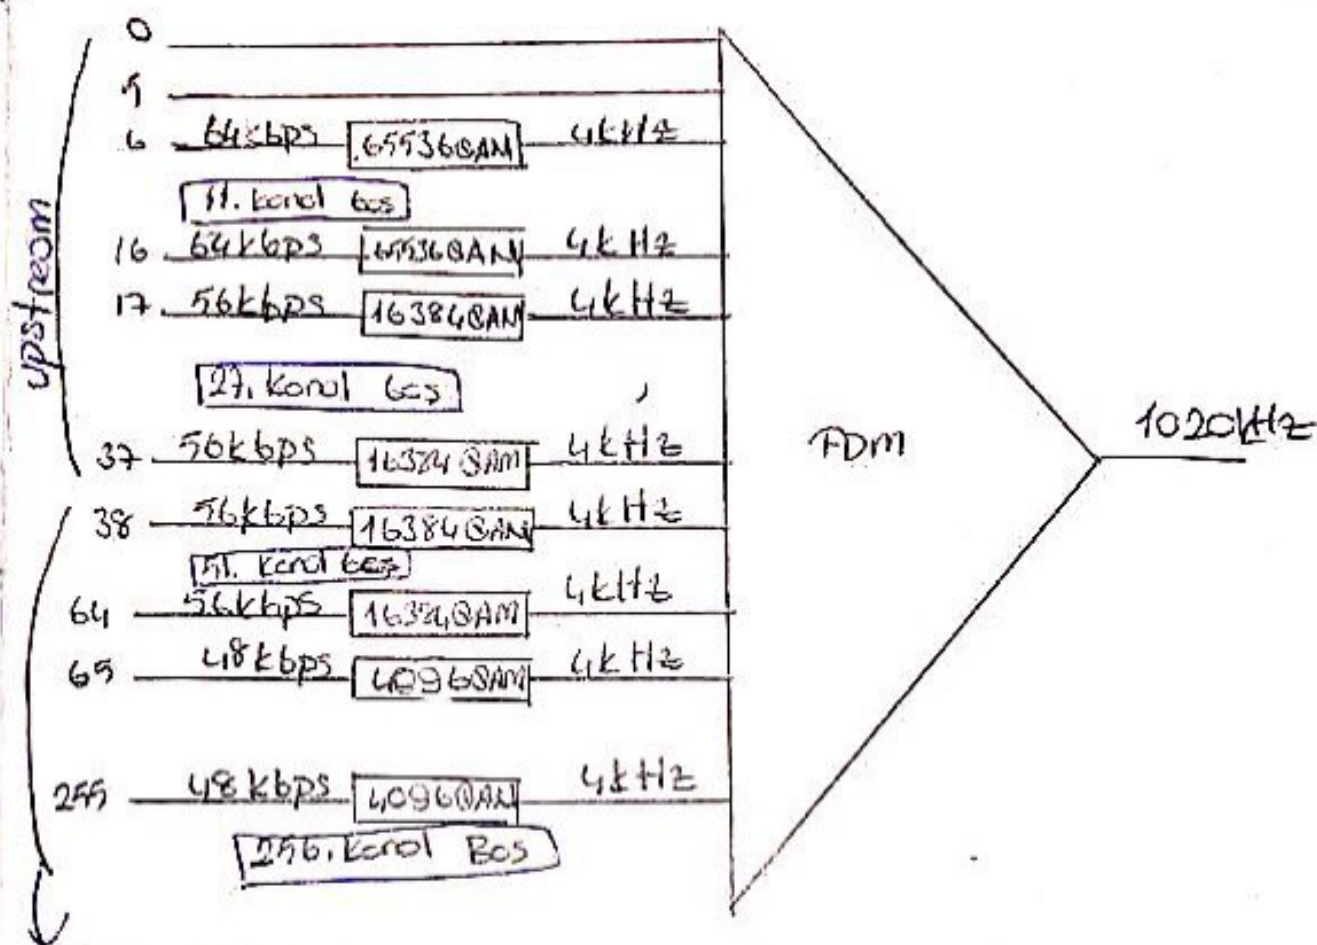 0
5
6 64kbps 65536QAM 4kHz
11. kanal boş
16 64kbps 65536QAM 4kHz
17. 56kbps 16384QAM 4kHz
upstream
27. kanal boş
37 56kbps 16384QAM 4kHz
FDM
1020kHz
38 56kbps 16384QAM 4kHz
51. kanal boş
64 56kbps 16384QAM 4kHz
65 48kbps 4096QAM 4kHz
255 48kbps 4096QAM 4kHz
256. kanal Boş